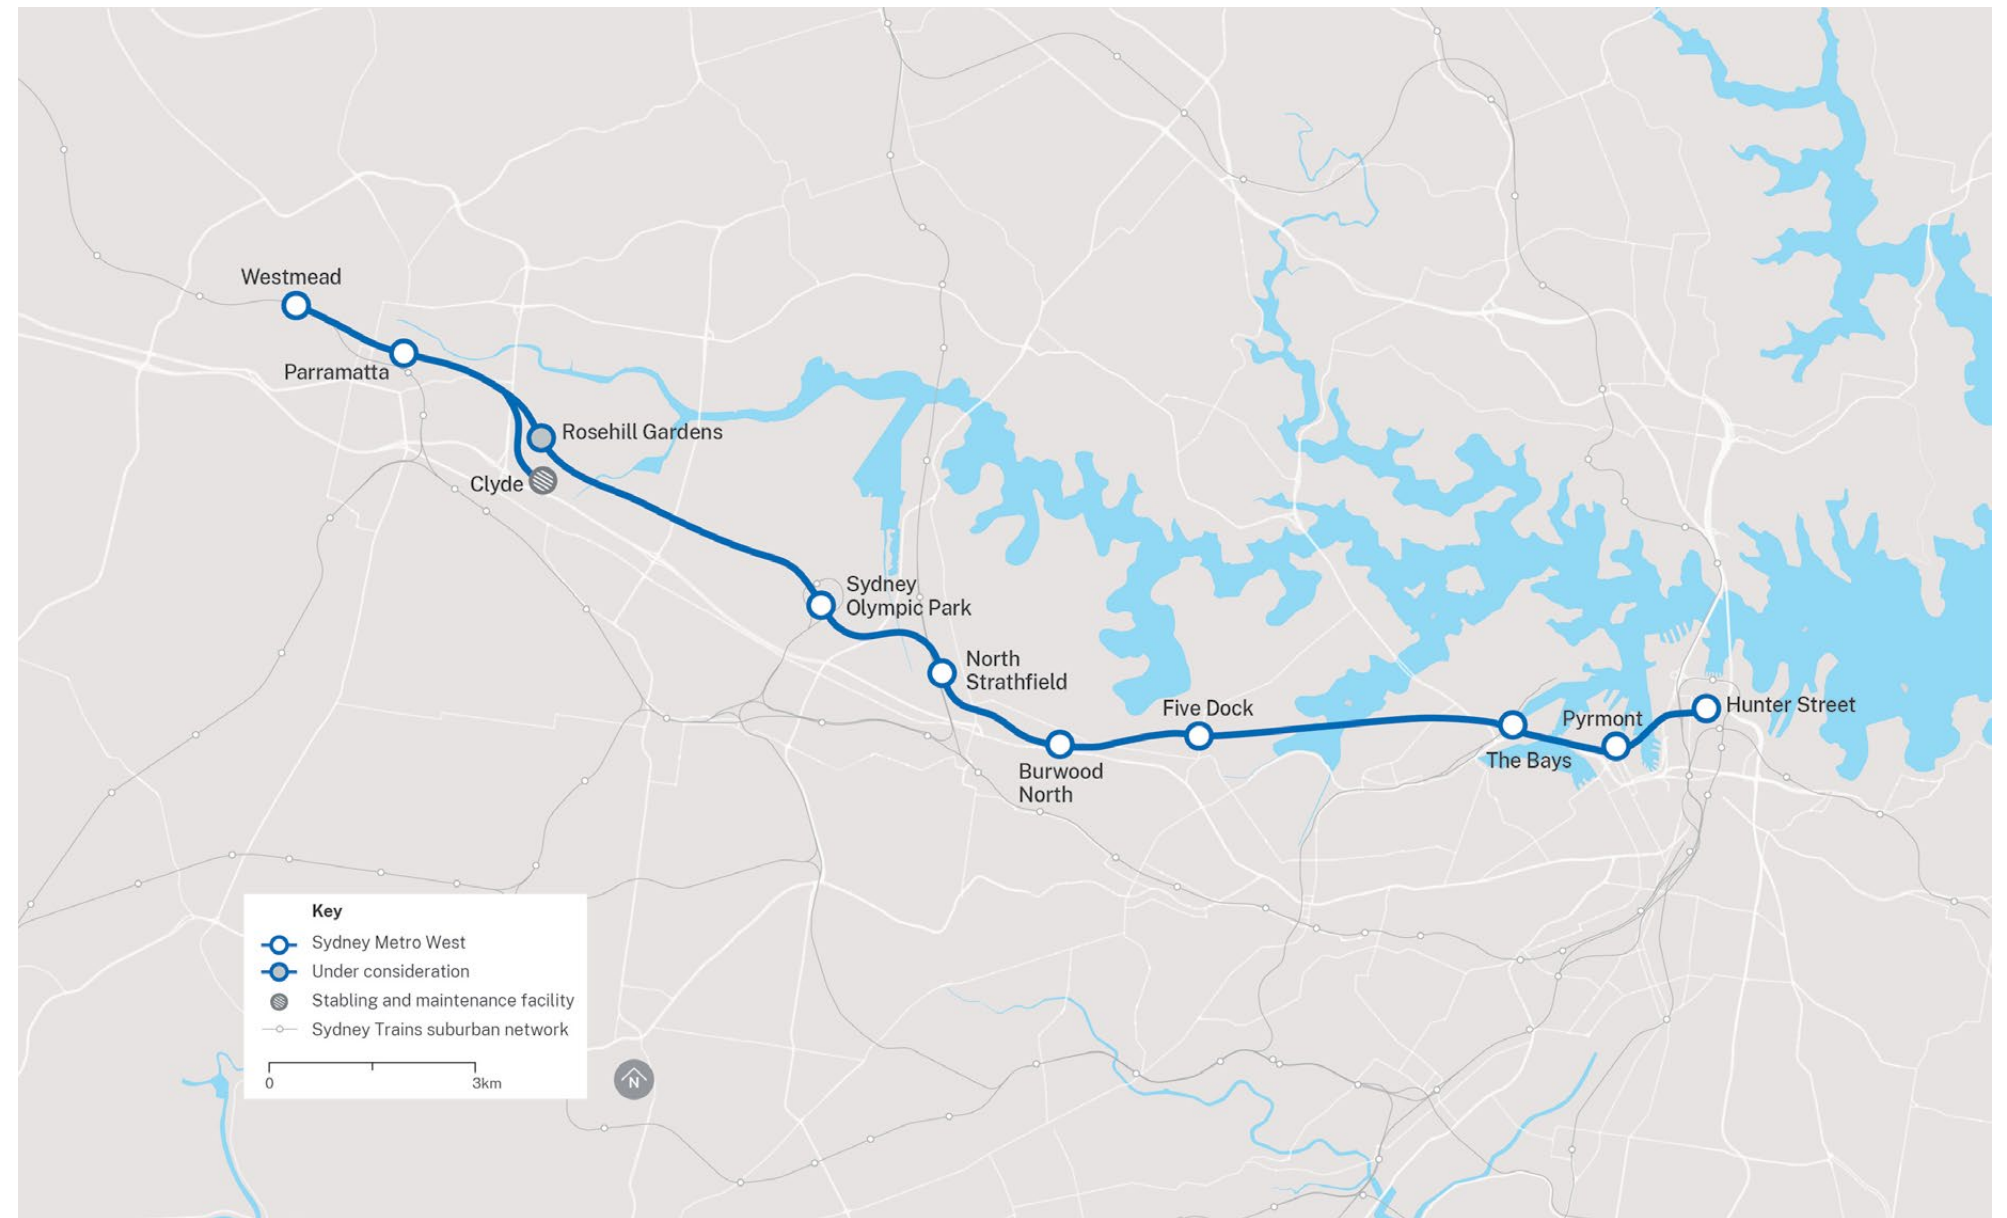 Westmead
Parramatta
Rosehill Gardens
Clyde
Sydney
Olympic Park
North
Strathfield
Five Dock
Burwood
North
Pyrmont
The Bays
Hunter Street
Key
Sydney Metro West
Under consideration
Stabling and maintenance facility
Sydney Trains suburban network
0 3km
N